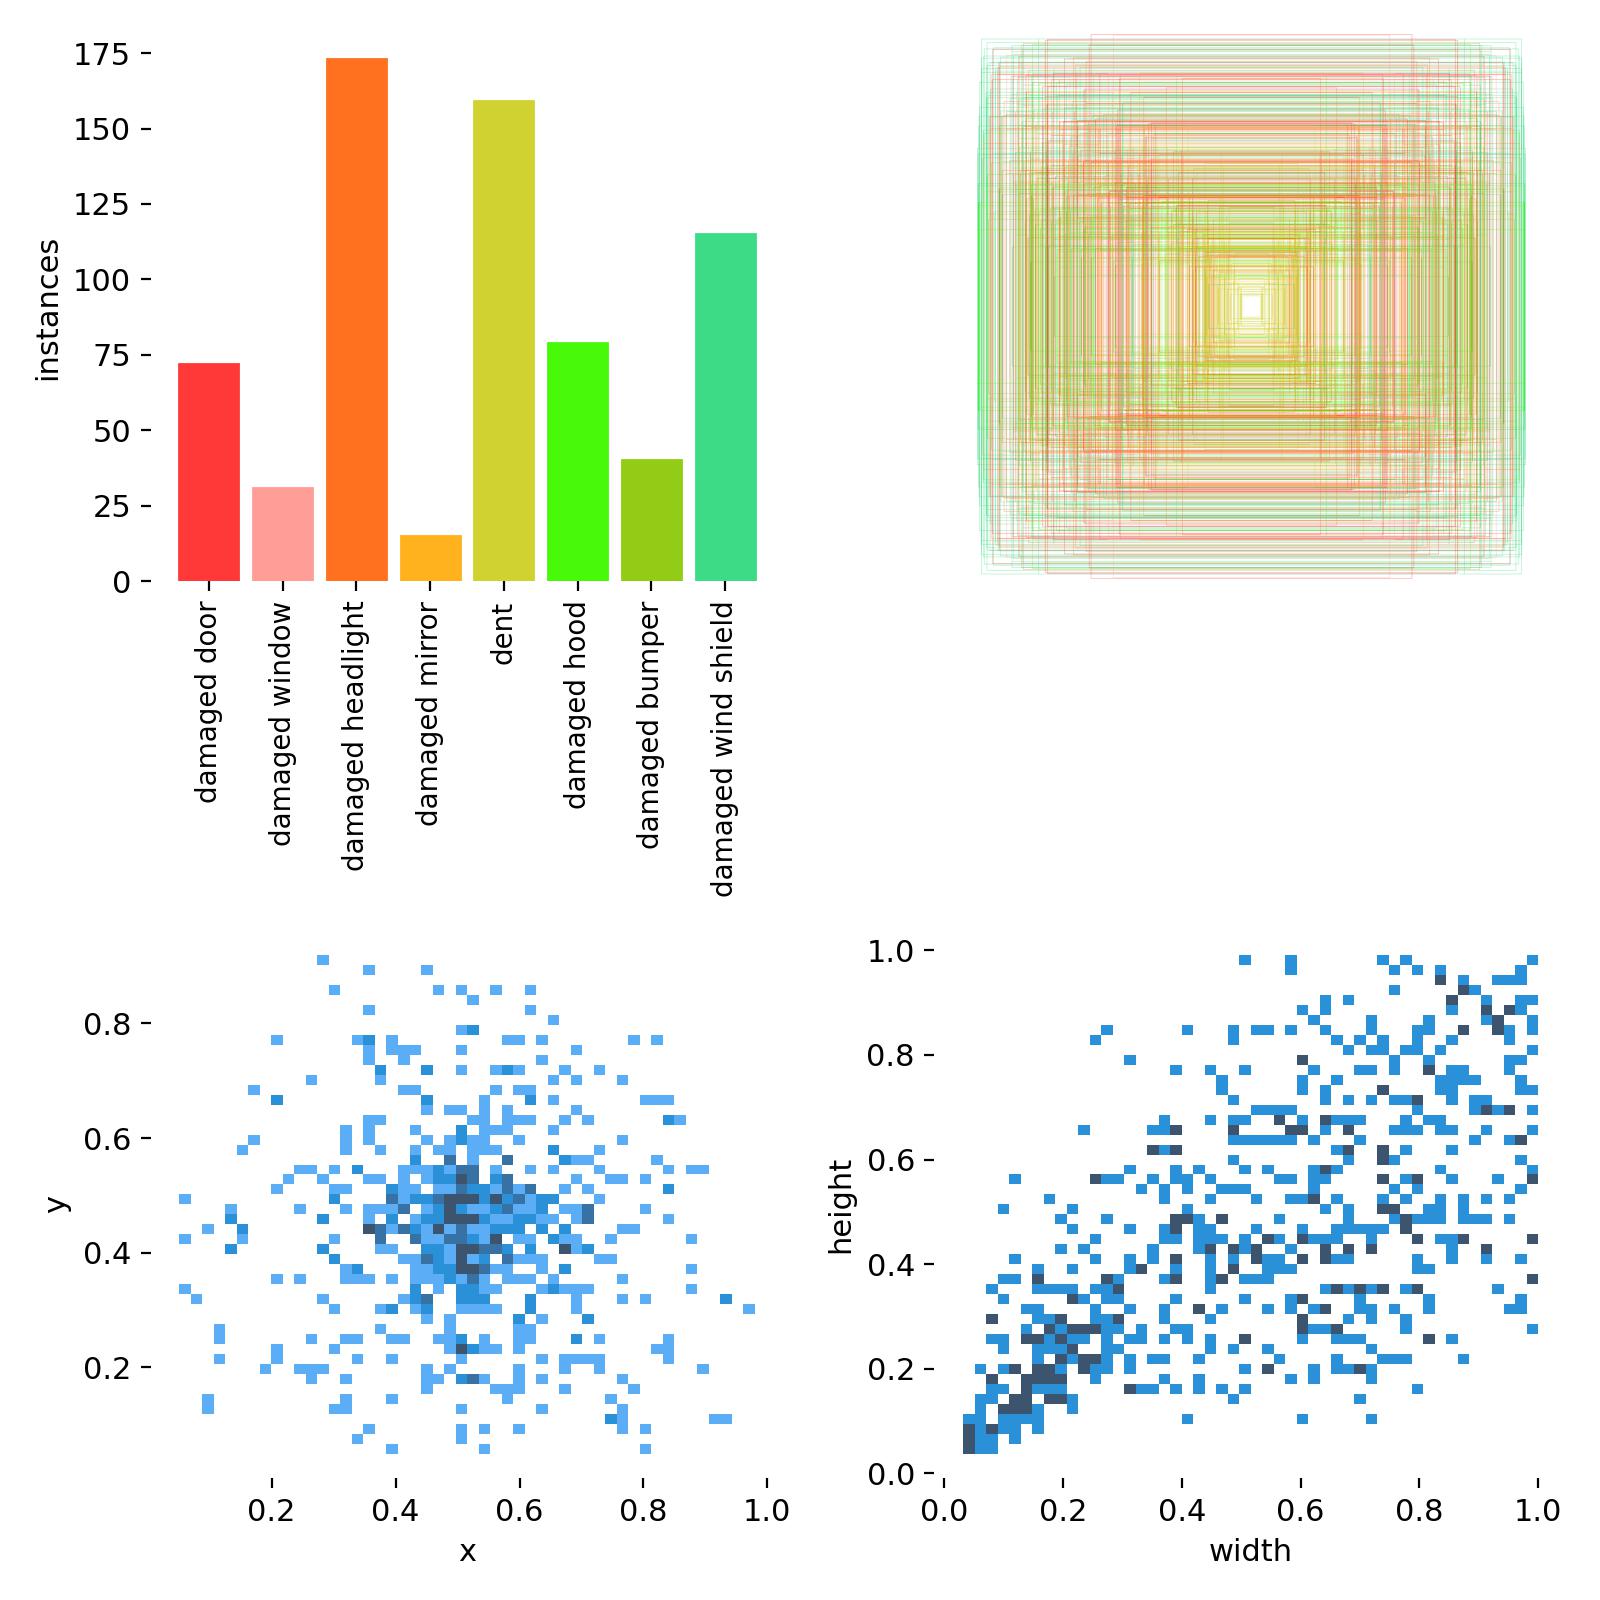 175
150
125
100
75
50
25
0
instances
damaged door
damaged window
damaged headlight
damaged mirror
dent
damaged hood
damaged bumper
damaged wind shield
0.8
0.6
0.4
0.2
y
0.2 0.4 0.6 0.8 1.0
x
1.0
0.8
0.6
0.4
0.2
0.0
height
0.0 0.2 0.4 0.6 0.8 1.0
width